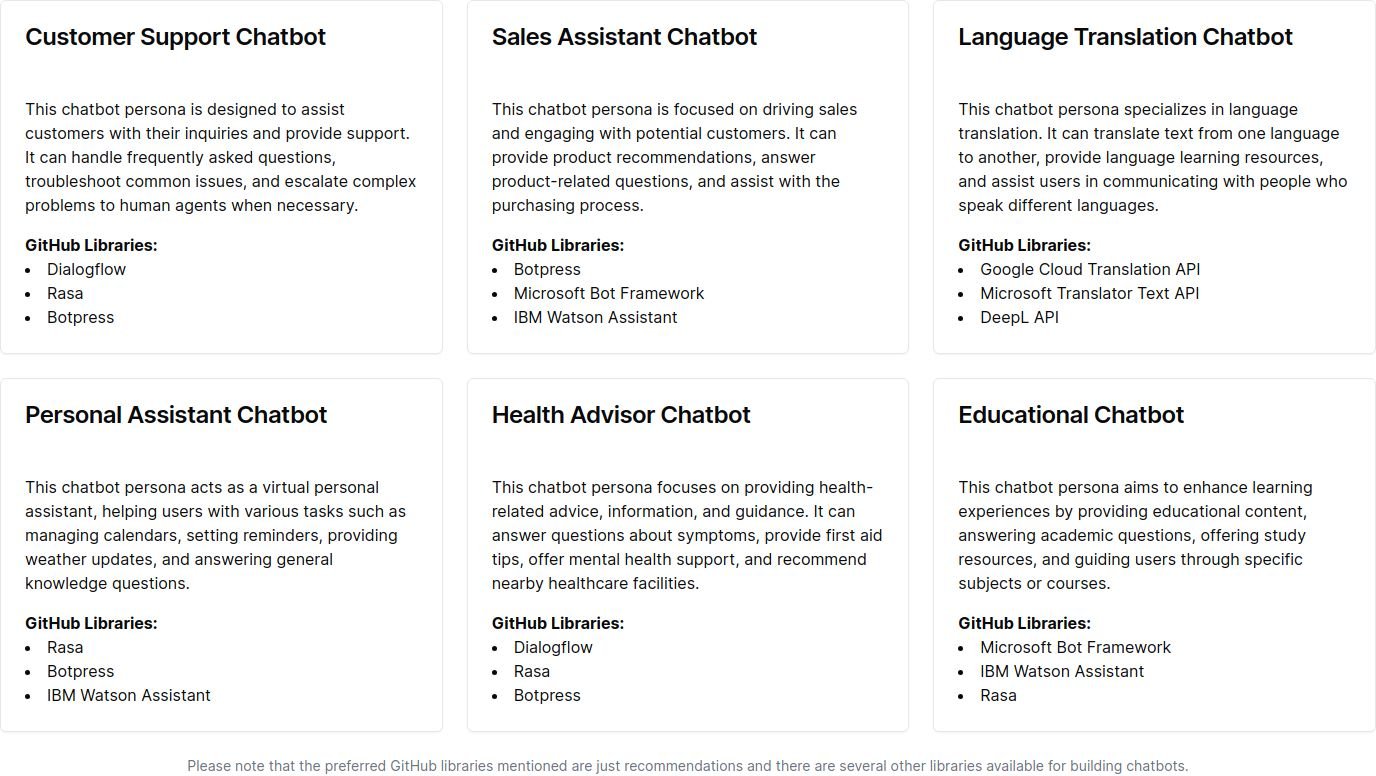 Customer Support Chatbot
This chatbot persona is designed to assist
customers with their inquiries and provide support.
It can handle frequently asked questions,
troubleshoot common issues, and escalate complex
problems to human agents when necessary.
GitHub Libraries:
• Dialogflow
• Rasa
• Botpress
Sales Assistant Chatbot
This chatbot persona is focused on driving sales
and engaging with potential customers. It can
provide product recommendations, answer
product-related questions, and assist with the
purchasing process.
GitHub Libraries:
• Botpress
• Microsoft Bot Framework
• IBM Watson Assistant
Language Translation Chatbot
This chatbot persona specializes in language
translation. It can translate text from one language
to another, provide language learning resources,
and assist users in communicating with people who
speak different languages.
GitHub Libraries:
• Google Cloud Translation API
• Microsoft Translator Text API
• DeepL API
Personal Assistant Chatbot
This chatbot persona acts as a virtual personal
assistant, helping users with various tasks such as
managing calendars, setting reminders, providing
weather updates, and answering general
knowledge questions.
GitHub Libraries:
• Rasa
• Botpress
• IBM Watson Assistant
Health Advisor Chatbot
This chatbot persona focuses on providing health-
related advice, information, and guidance. It can
answer questions about symptoms, provide first aid
tips, offer mental health support, and recommend
nearby healthcare facilities.
GitHub Libraries:
• Dialogflow
• Rasa
• Botpress
Educational Chatbot
This chatbot persona aims to enhance learning
experiences by providing educational content,
answering academic questions, offering study
resources, and guiding users through specific
subjects or courses.
GitHub Libraries:
• Microsoft Bot Framework
• IBM Watson Assistant
• Rasa
Please note that the preferred GitHub libraries mentioned are just recommendations and there are several other libraries available for building chatbots.